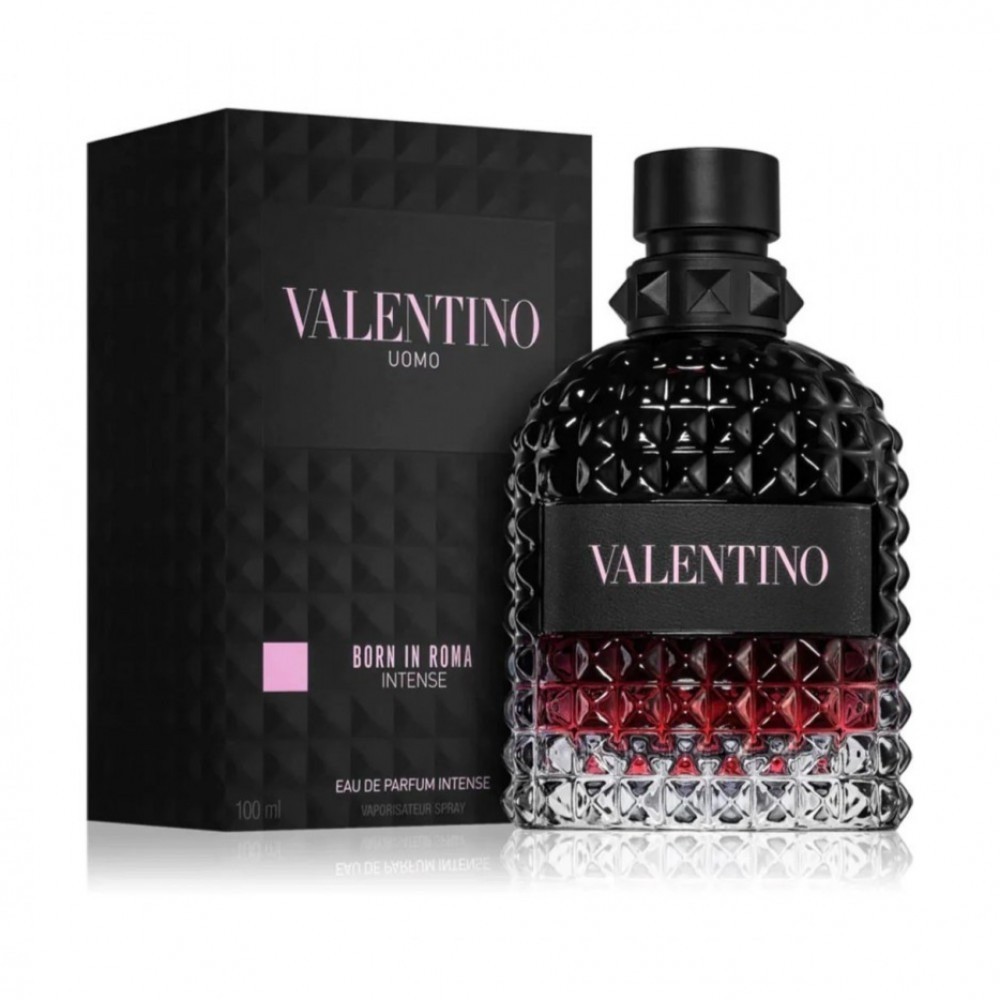 VALENTINO
UOMO
BORN IN ROMA
INTENSE
EAU DE PARFUM INTENSE
VAPORISATEUR SPRAY
100 ml
VALENTINO